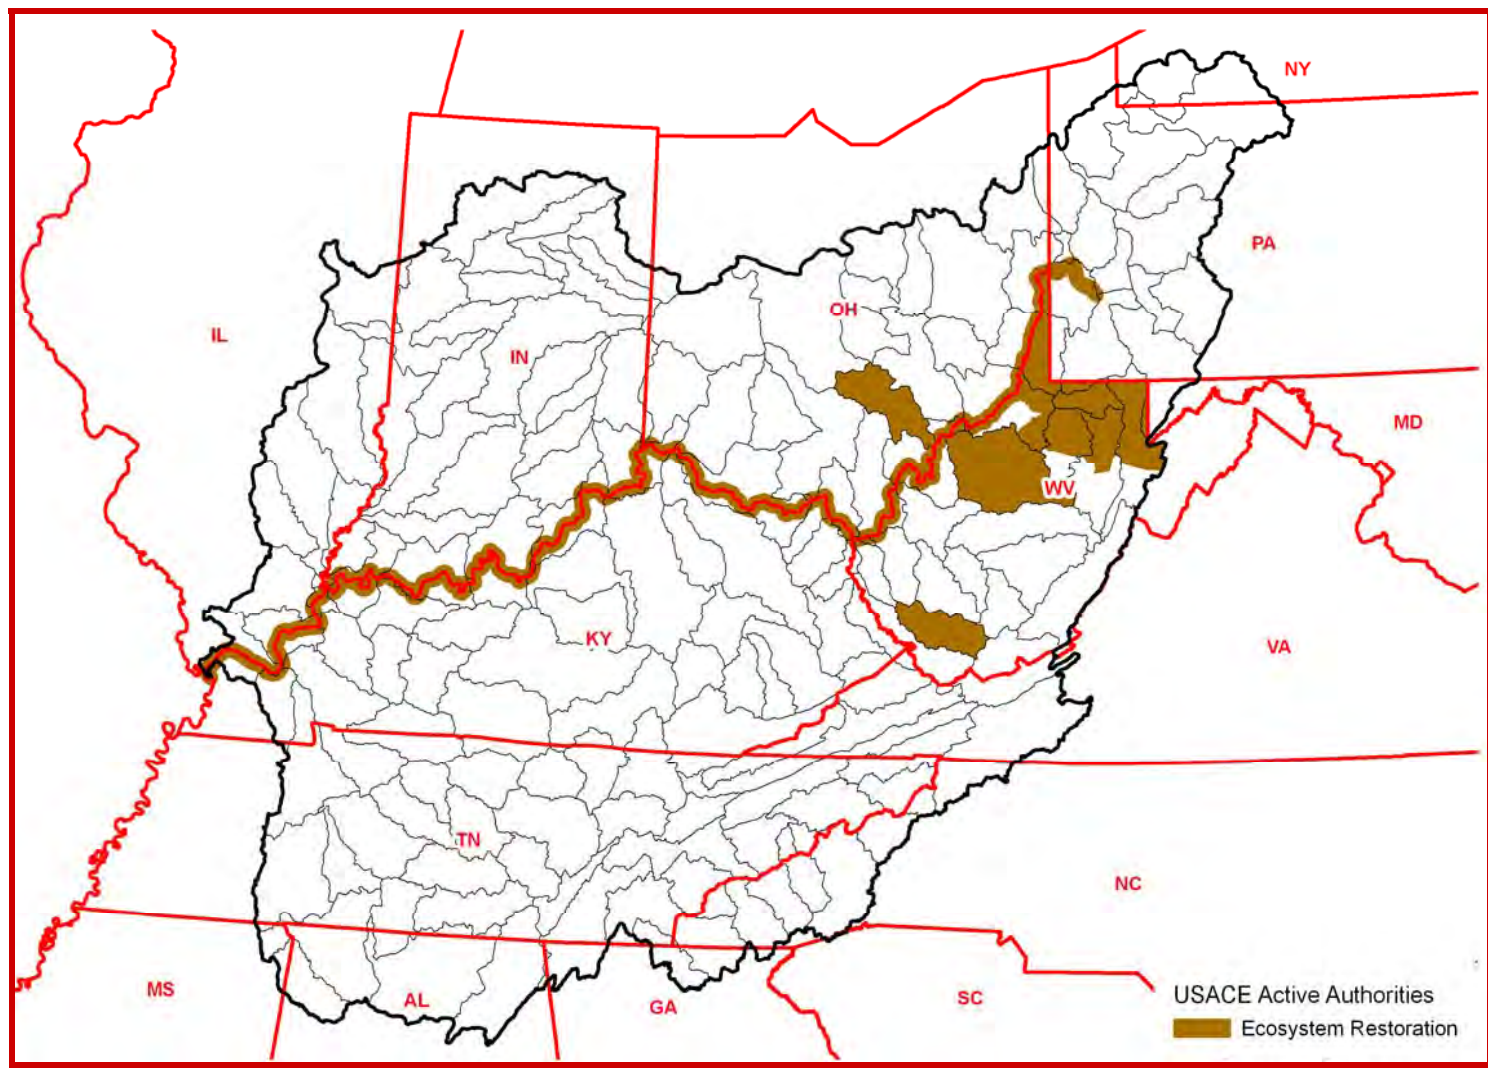 NY
PA
OH
IL
IN
MD
WV
KY
VA
TN
NC
MS
AL
GA
SC
USACE Active Authorities
Ecosystem Restoration